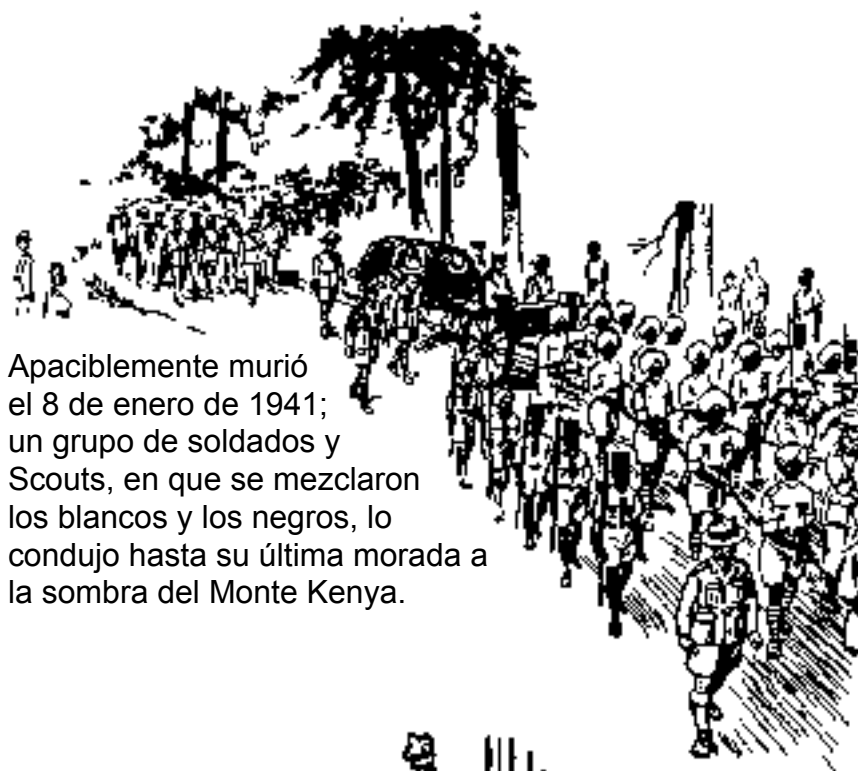 Apaciblemente murió
el 8 de enero de 1941;
un grupo de soldados y
Scouts, en que se mezclaron
los blancos y los negros, lo
condujo hasta su última morada a
la sombra del Monte Kenya.